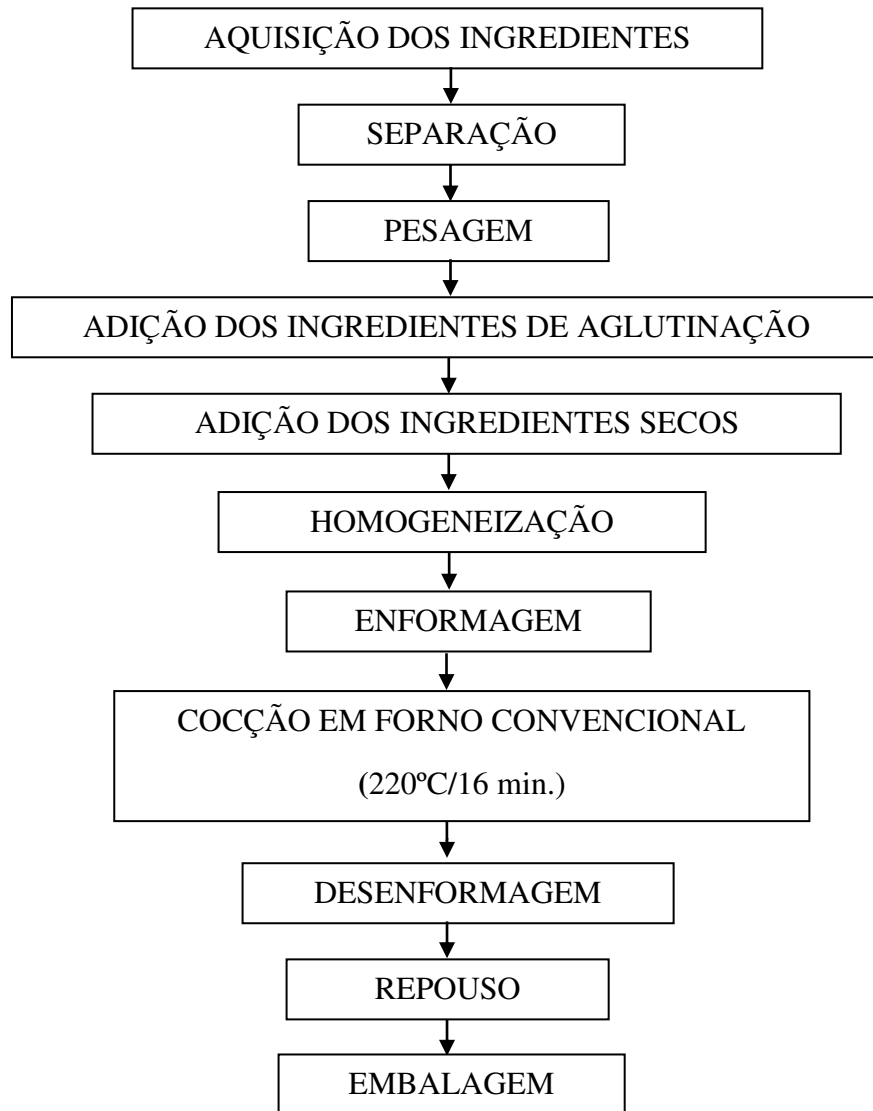 AQUISIÇÃO DOS INGREDIENTES
SEPARAÇÃO
PESAGEM
ADIÇÃO DOS INGREDIENTES DE AGLUTINAÇÃO
ADIÇÃO DOS INGREDIENTES SECOS
HOMOGENEIZAÇÃO
ENFORMAGEM
COCÇÃO EM FORNO CONVENCIONAL
(220ºC/16 min.)
DESENFORMAGEM
REPOUSO
EMBALAGEM